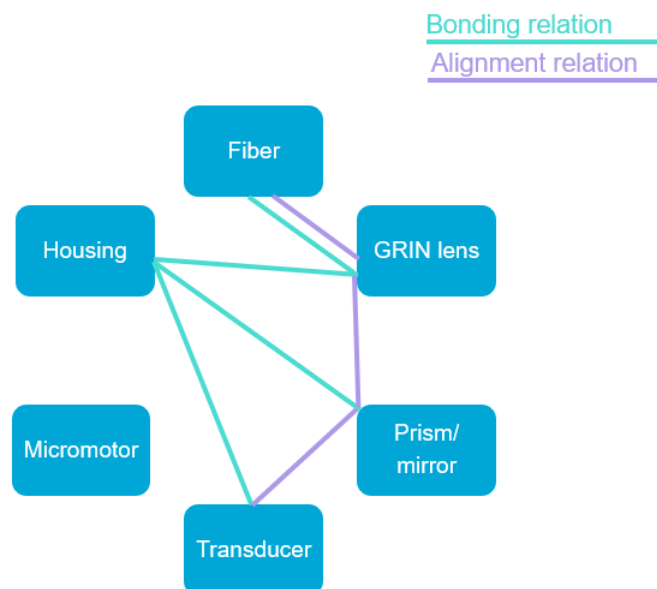 Bonding relation
Alignment relation
Fiber
Housing
GRIN lens
Micromotor
Prism/
mirror
Transducer